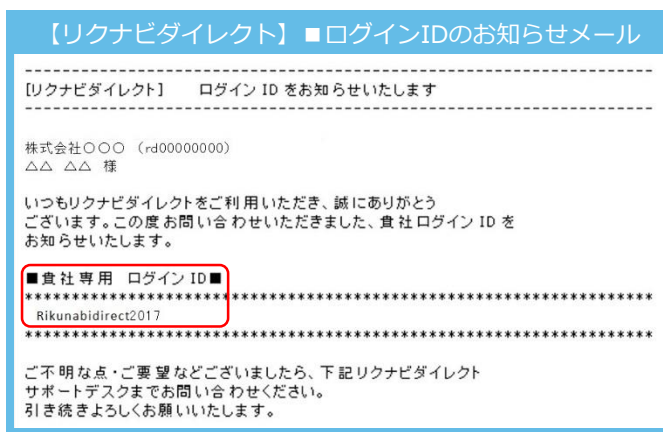 【リクナビダイレクト】■ログインIDのお知らせメール
--------------------------------------------------------------------
[リクナビダイレクト]　　ログイン ID をお知らせいたします
--------------------------------------------------------------------
株式会社○○○ （rd00000000）
△△ △△ 様
いつもリクナビダイレクトをご利用いただき、誠にありがとう
ございます。この度お問い合わせいただきました、貴社ログイン ID を
お知らせいたします。
■貴社専用　ログイン ID■
********************************************************************
Rikunabidirect2017
********************************************************************
ご不明な点・ご要望などございましたら、下記リクナビダイレクト
サポートデスクまでお問い合わせください。
引き続きよろしくお願いいたします。